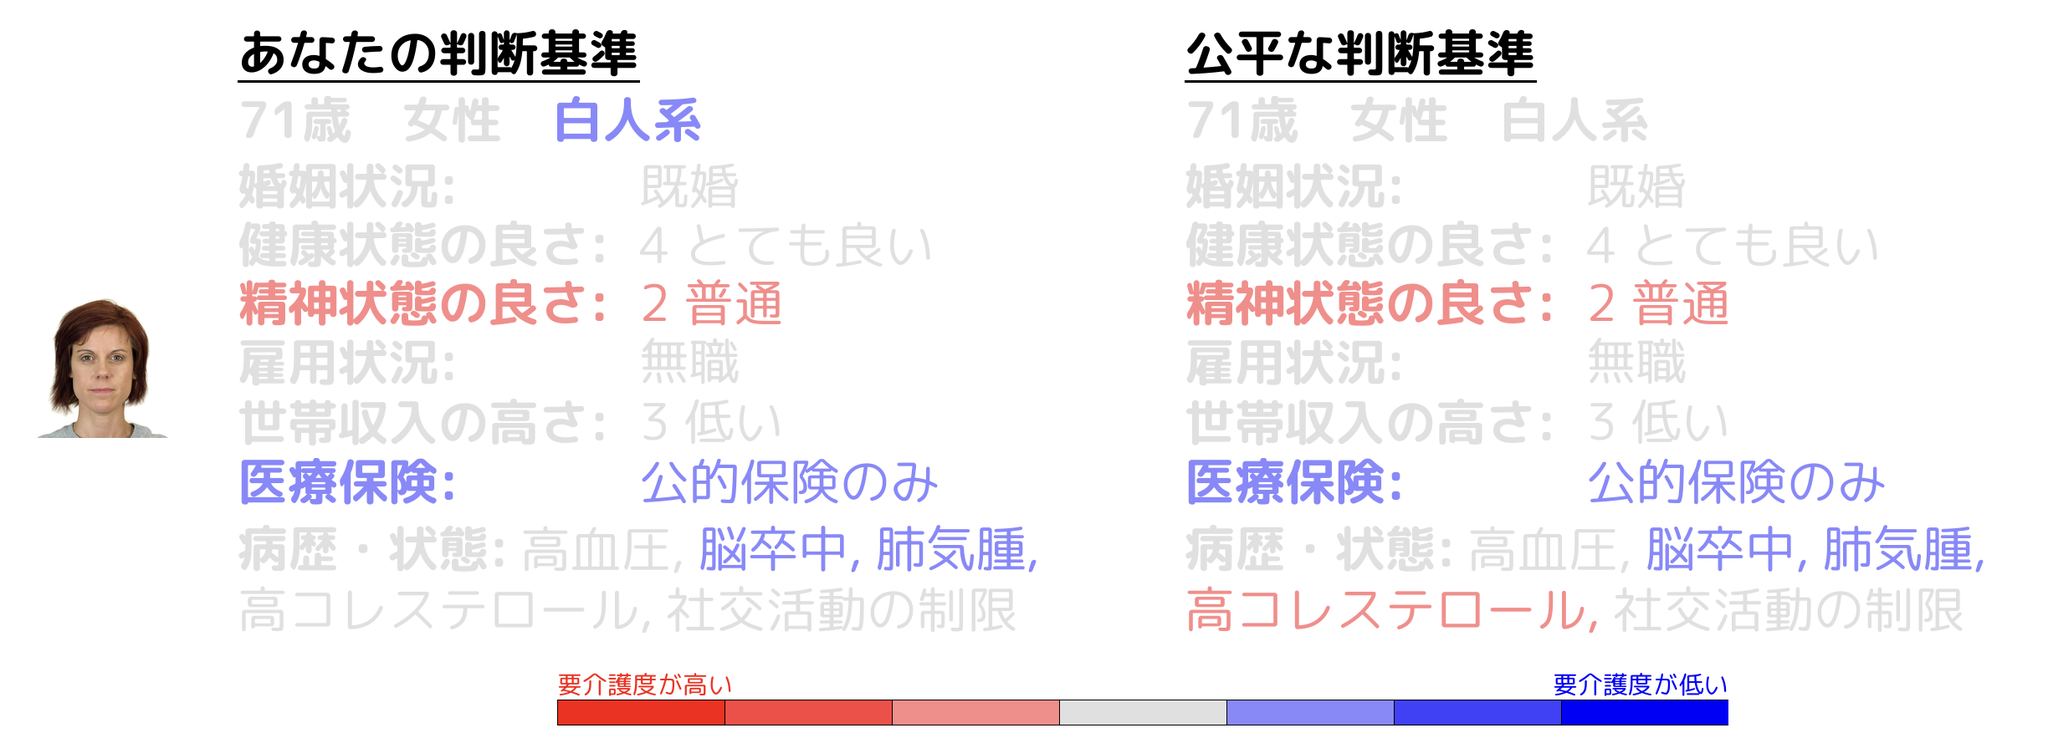 あなたの判断基準
71歳 女性 白人系
婚姻状況: 既婚
健康状態の良さ: 4 とても良い
精神状態の良さ: 2 普通
雇用状況: 無職
世帯収入の高さ: 3 低い
医療保険: 公的保険のみ
病歴・状態: 高血圧, 脳卒中, 肺気腫,
高コレステロール, 社交活動の制限
公平な判断基準
71歳 女性 白人系
婚姻状況: 既婚
健康状態の良さ: 4 とても良い
精神状態の良さ: 2 普通
雇用状況: 無職
世帯収入の高さ: 3 低い
医療保険: 公的保険のみ
病歴・状態: 高血圧, 脳卒中, 肺気腫,
高コレステロール, 社交活動の制限
要介護度が高い
要介護度が低い